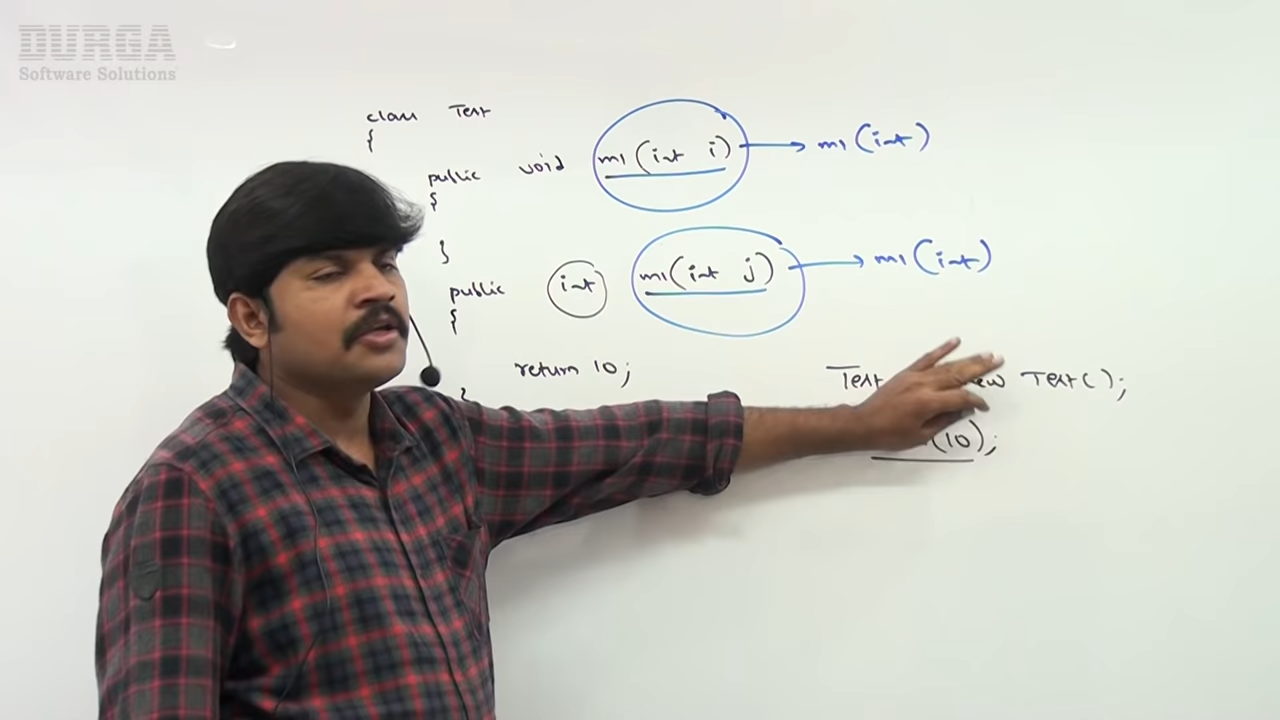 DURGA
Software Solutions
class Test
{
public void m1(int i) → m1(int)
{
}
public int m1(int j) → m1(int)
{
return 10;
}
Test new Test();
(10);